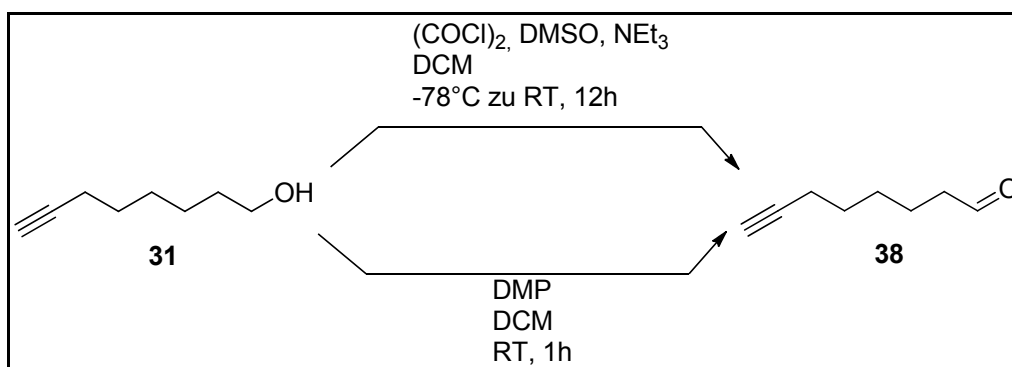 (COCl)2, DMSO, NEt3
DCM
-78°C zu RT, 12h
OH
O
31
38
DMP
DCM
RT, 1h